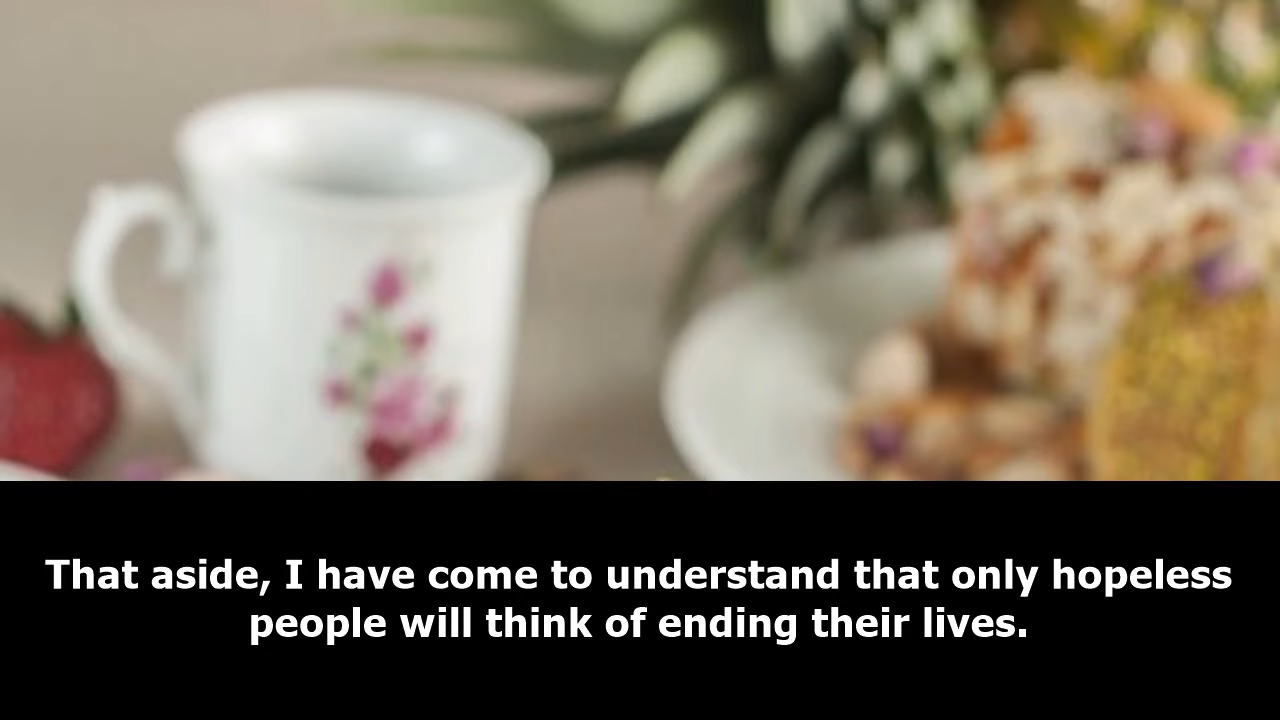 That aside, I have come to understand that only hopeless
people will think of ending their lives.